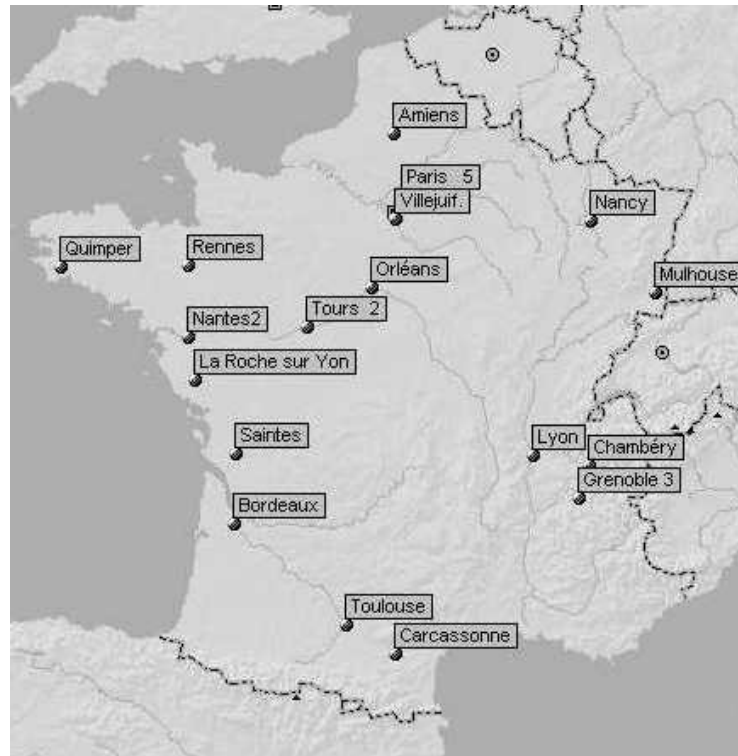 Amiens
Paris 5
Villejuif.
Nancy
Quimper
Rennes
Orléans
Mulhouse
Nantes2
Tours 2
La Roche sur Yon
Saintes
Lyon
Chambéry
Grenoble 3
Bordeaux
Toulouse
Carcassonne